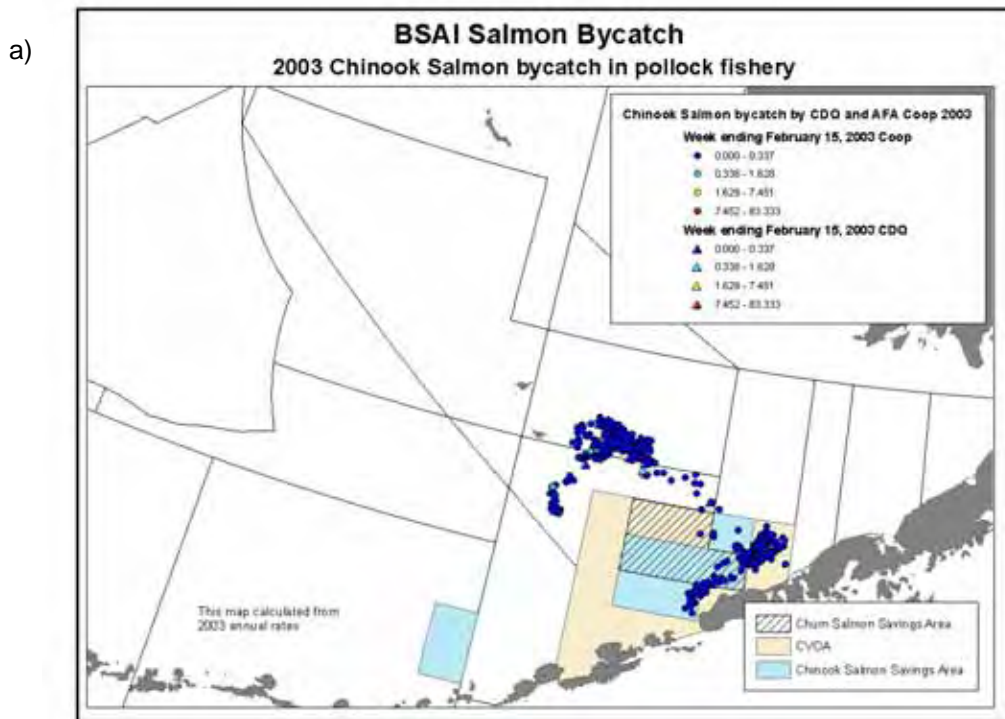 a)
BSAI Salmon Bycatch
2003 Chinook Salmon bycatch in pollock fishery
Chinook Salmon bycatch by CDQ and AFA Coop 2003
Week ending February 15, 2003 Coop
0.000 - 0.337
0.338 - 1.628
1.629 - 7.451
7.452 - 83.333
Week ending February 15, 2003 CDQ
0.000 - 0.337
0.338 - 1.628
1.629 - 7.451
7.452 - 83.333
This map calculated from
2003 annual rates
Chum Salmon Savings Area
CVOA
Chinook Salmon Savings Area